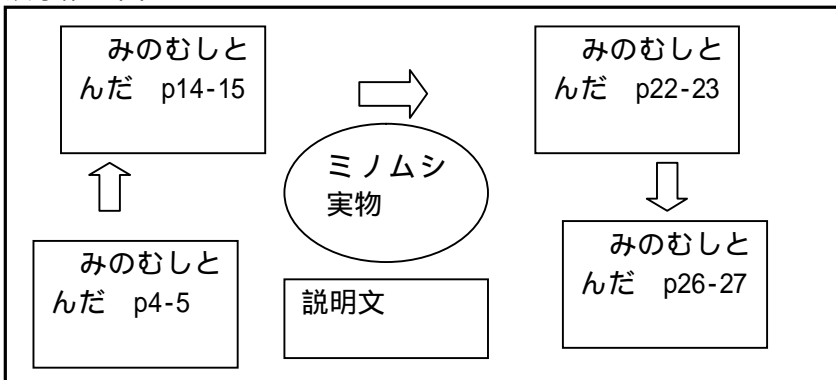 みのむしと
んだ p14-15
みのむしと
んだ p22-23
ミノムシ
実物
みのむしと
んだ p4-5
説明文
みのむしと
んだ p26-27